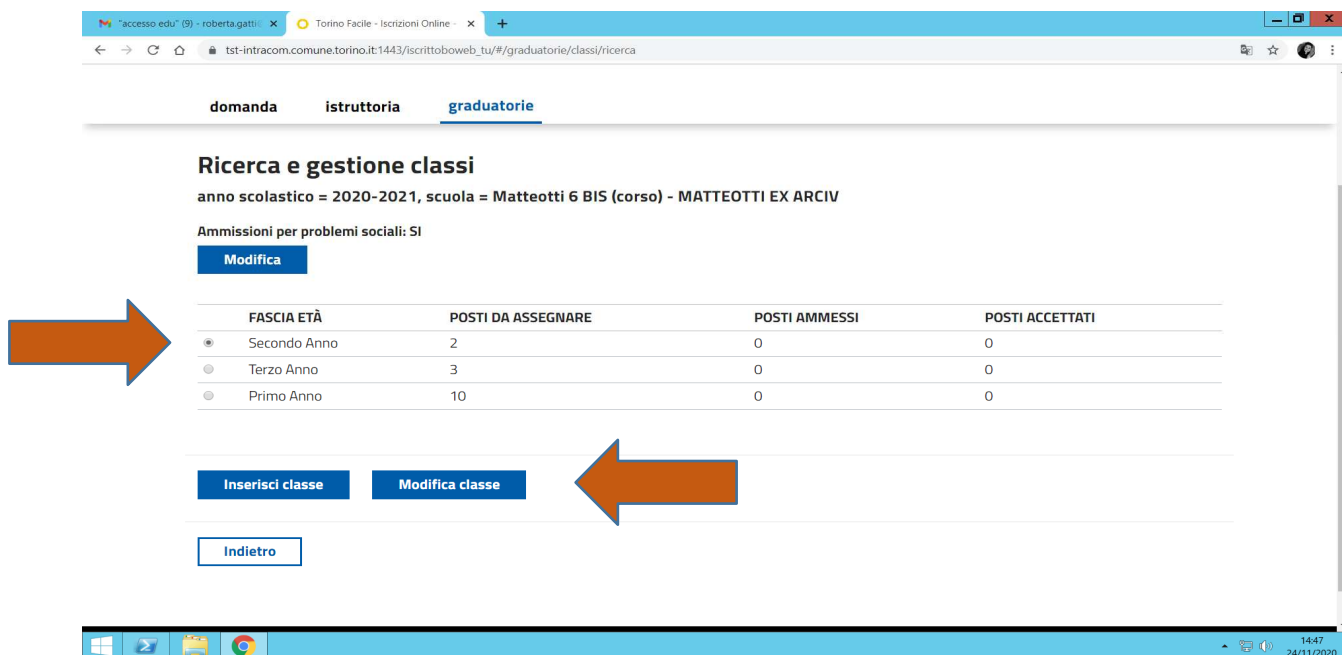 "accesso edu" (9) - roberta.gatti
Torino Facile - Iscrizioni Online -
tst-intracom.comune.torino.it:1443/iscrittoboweb_tu/#/graduatorie/classi/ricerca
domanda istruttoria graduatorie
Ricerca e gestione classi
anno scolastico = 2020-2021, scuola = Matteotti 6 BIS (corso) - MATTEOTTI EX ARCIV
Ammissioni per problemi sociali: SI
Modifica
FASCIA ETÀ POSTI DA ASSEGNARE POSTI AMMESSI POSTI ACCETTATI
Secondo Anno 2 0 0
Terzo Anno 3 0 0
Primo Anno 10 0 0
Inserisci classe Modifica classe
Indietro
14:47
24/11/2020